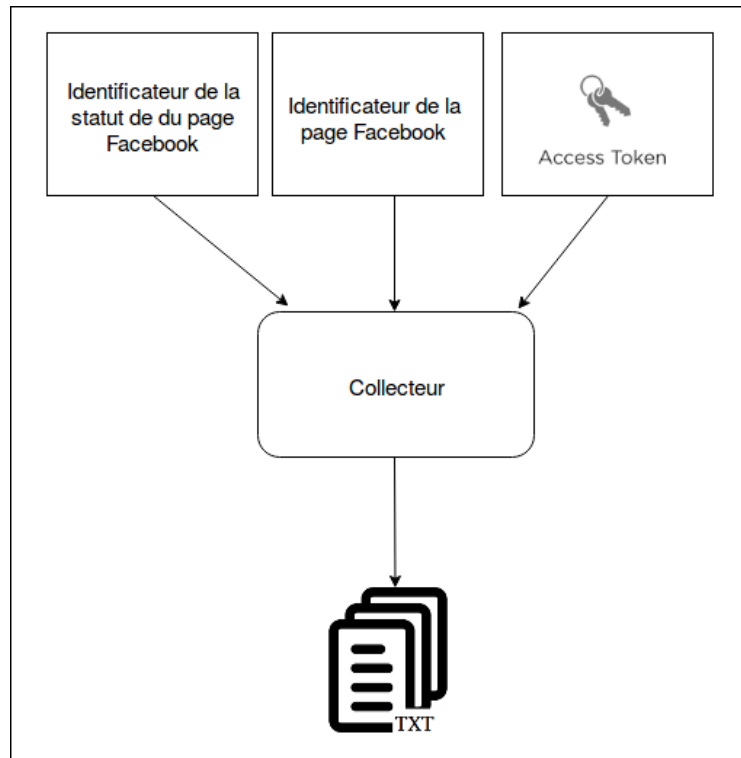 Identificateur de la
statut de du page
Facebook
Identificateur de la
page Facebook
Access Token
Collecteur
TXT